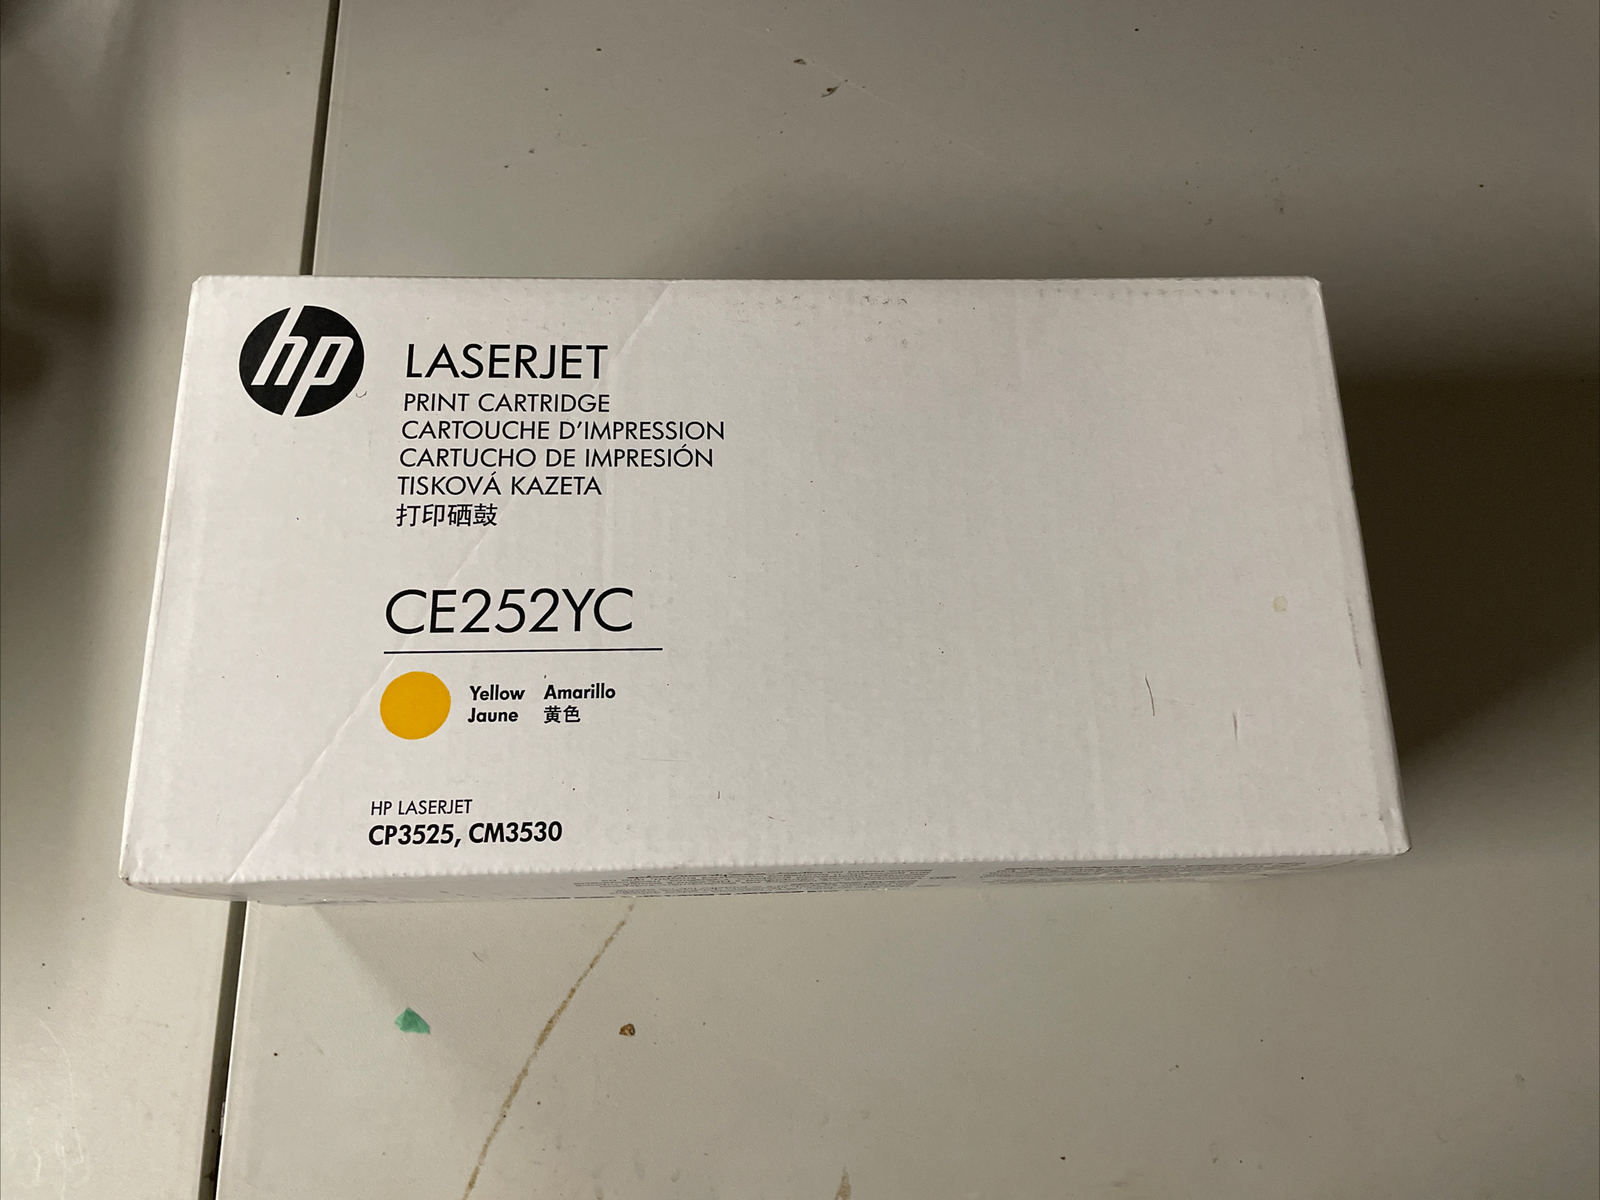 hp
LASERJET
PRINT CARTRIDGE
CARTOUCHE D'IMPRESSION
CARTUCHO DE IMPRESIÓN
TISKOVÁ KAZETA
打印硒鼓
CE252YC
Yellow Amarillo
Jaune 黄色
HP LASERJET
CP3525, CM3530